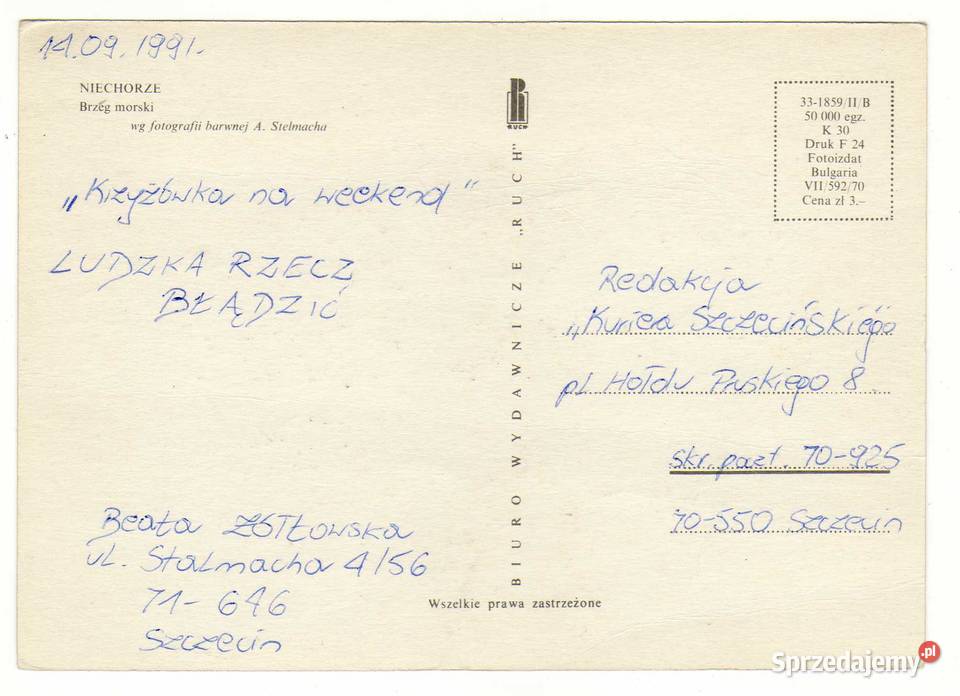 14.09.1991.
NIECHORZE
Brzeg morski
wg fotografii barwnej A. Stelmacha
„Krzyżówka na weekend"
LUDZKA RZECZ
BŁĄDZIĆ
Beata ZÓŁTOWSKA
ul. Stalmacha 4/56
71-646
Szczecin
RUCH
BIURO WYDAWNICZE „RUCH"
Wszelkie prawa zastrzeżone
33-1859/II/B
50 000 egz.
K 30
Druk F 24
Fotoizdat
Bulgaria
VII/592/70
Cena zł 3.–
Redakcja
„Kuriera Szczecińskiego
pl. Hołdu Pruskiego 8
skr. poczt. 70-925
70-550 Szczecin
Sprzedajemy.pl